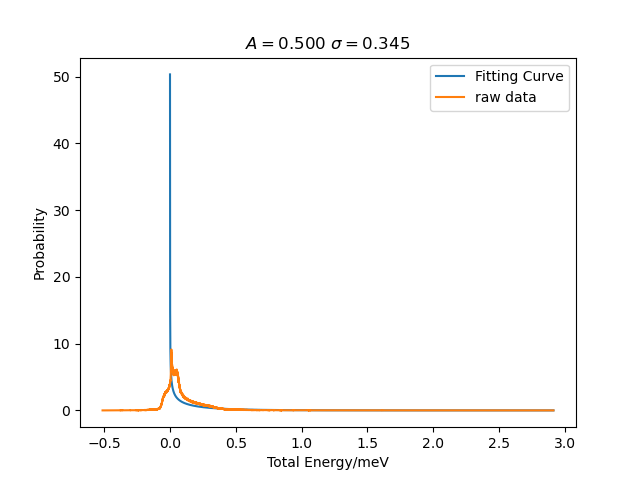 A = 0.500 σ = 0.345
Fitting Curve
raw data
Probability
50
40
30
20
10
0
−0.5 0.0 0.5 1.0 1.5 2.0 2.5 3.0
Total Energy/meV